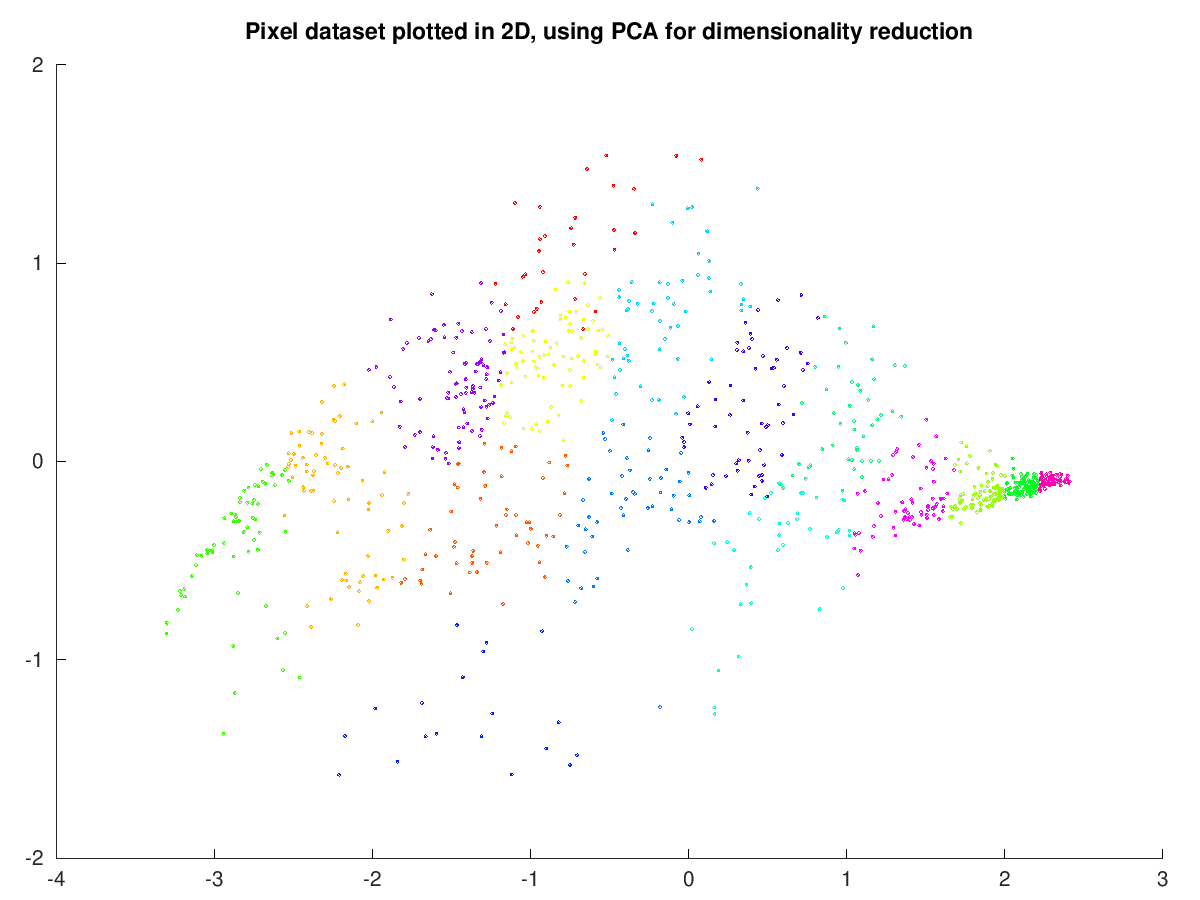 Pixel dataset plotted in 2D, using PCA for dimensionality reduction
2
1
0
-1
-2
-4 -3 -2 -1 0 1 2 3